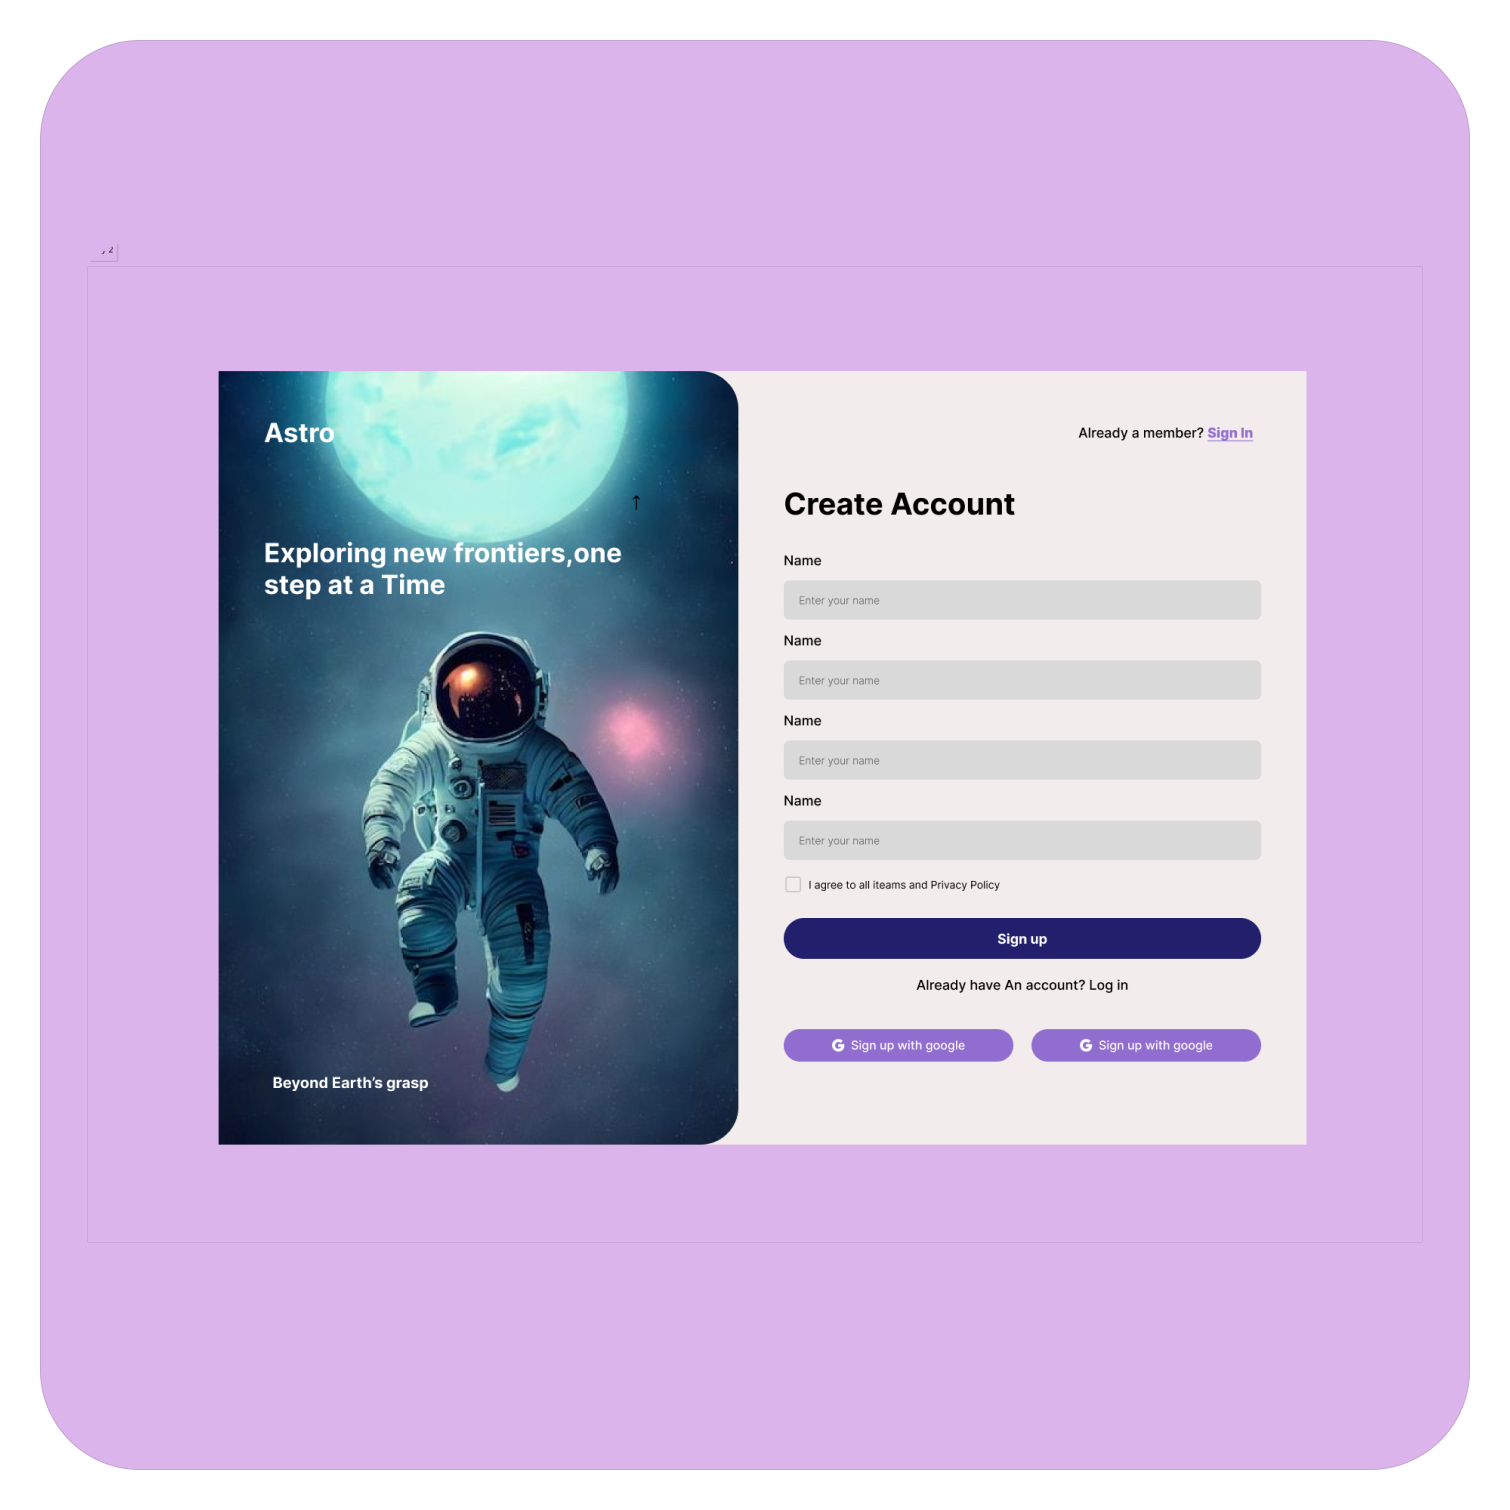 Astro
Exploring new frontiers,one
step at a Time
Beyond Earth’s grasp
Already a member? Sign In
Create Account
Name
Enter your name
Name
Enter your name
Name
Enter your name
Name
Enter your name
I agree to all iteams and Privacy Policy
Sign up
Already have An account? Log in
Sign up with google
Sign up with google